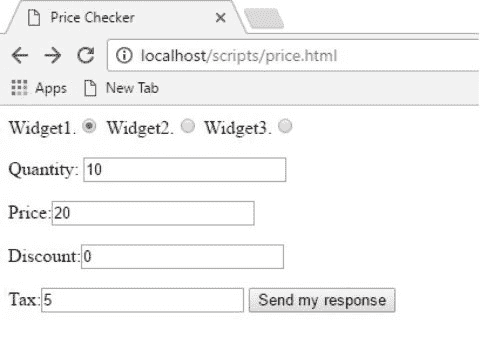 Price Checker
localhost/scripts/price.html
Apps New Tab
Widget1. Widget2. Widget3.
Quantity: 10
Price: 20
Discount: 0
Tax: 5 Send my response